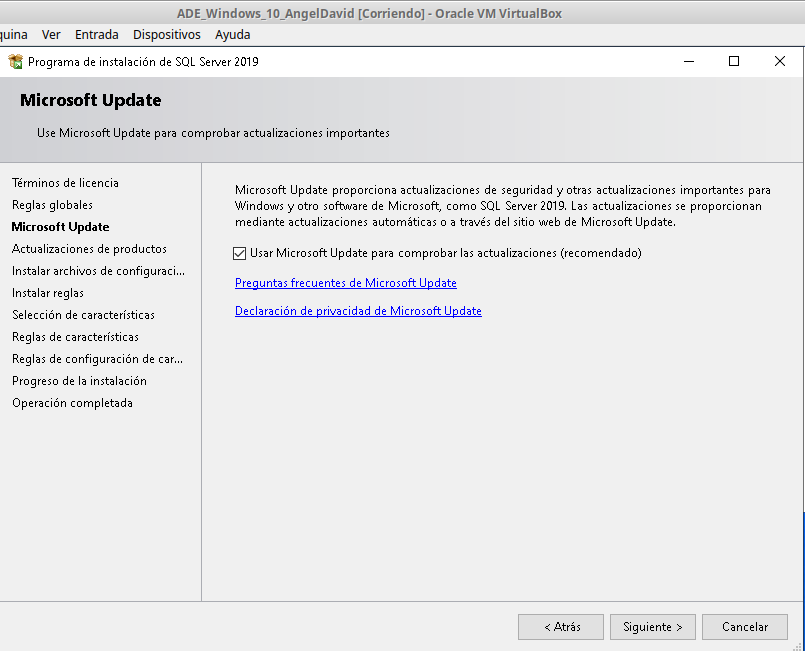 ADE_Windows_10_AngelDavid [Corriendo] - Oracle VM VirtualBox
quina Ver Entrada Dispositivos Ayuda
Programa de instalación de SQL Server 2019
Microsoft Update
Use Microsoft Update para comprobar actualizaciones importantes
Términos de licencia
Reglas globales
Microsoft Update
Actualizaciones de productos
Instalar archivos de configuraci...
Instalar reglas
Selección de características
Reglas de características
Reglas de configuración de car...
Progreso de la instalación
Operación completada
Microsoft Update proporciona actualizaciones de seguridad y otras actualizaciones importantes para
Windows y otro software de Microsoft, como SQL Server 2019. Las actualizaciones se proporcionan
mediante actualizaciones automáticas o a través del sitio web de Microsoft Update.
Usar Microsoft Update para comprobar las actualizaciones (recomendado)
Preguntas frecuentes de Microsoft Update
Declaración de privacidad de Microsoft Update
< Atrás Siguiente > Cancelar